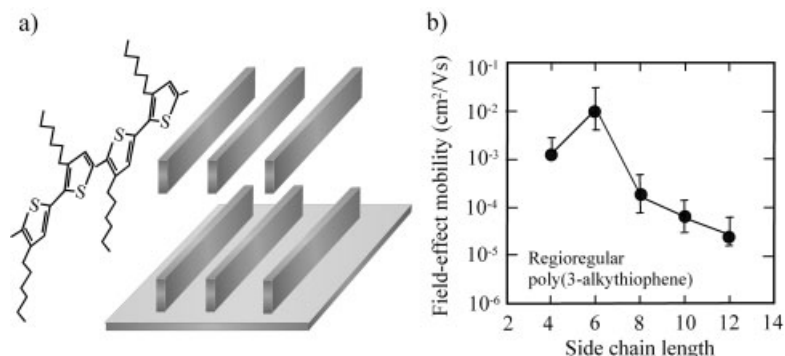 a)
S
S
S
S
b)
Field-effect mobility (cm²/Vs)
10⁻¹
10⁻²
10⁻³
10⁻⁴
10⁻⁵
10⁻⁶
Regioregular
poly(3-alkythiophene)
2 4 6 8 10 12 14
Side chain length